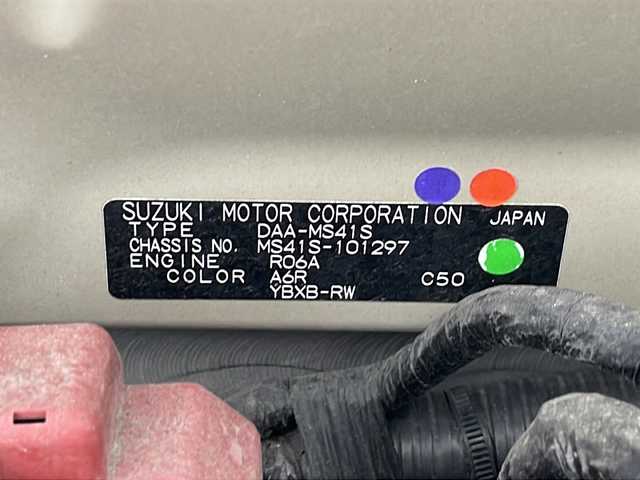 SUZUKI MOTOR CORPORATION JAPAN
TYPE DAA-MS41S
CHASSIS NO. MS41S-101297
ENGINE R06A
COLOR A6R C50
YBXB-RW